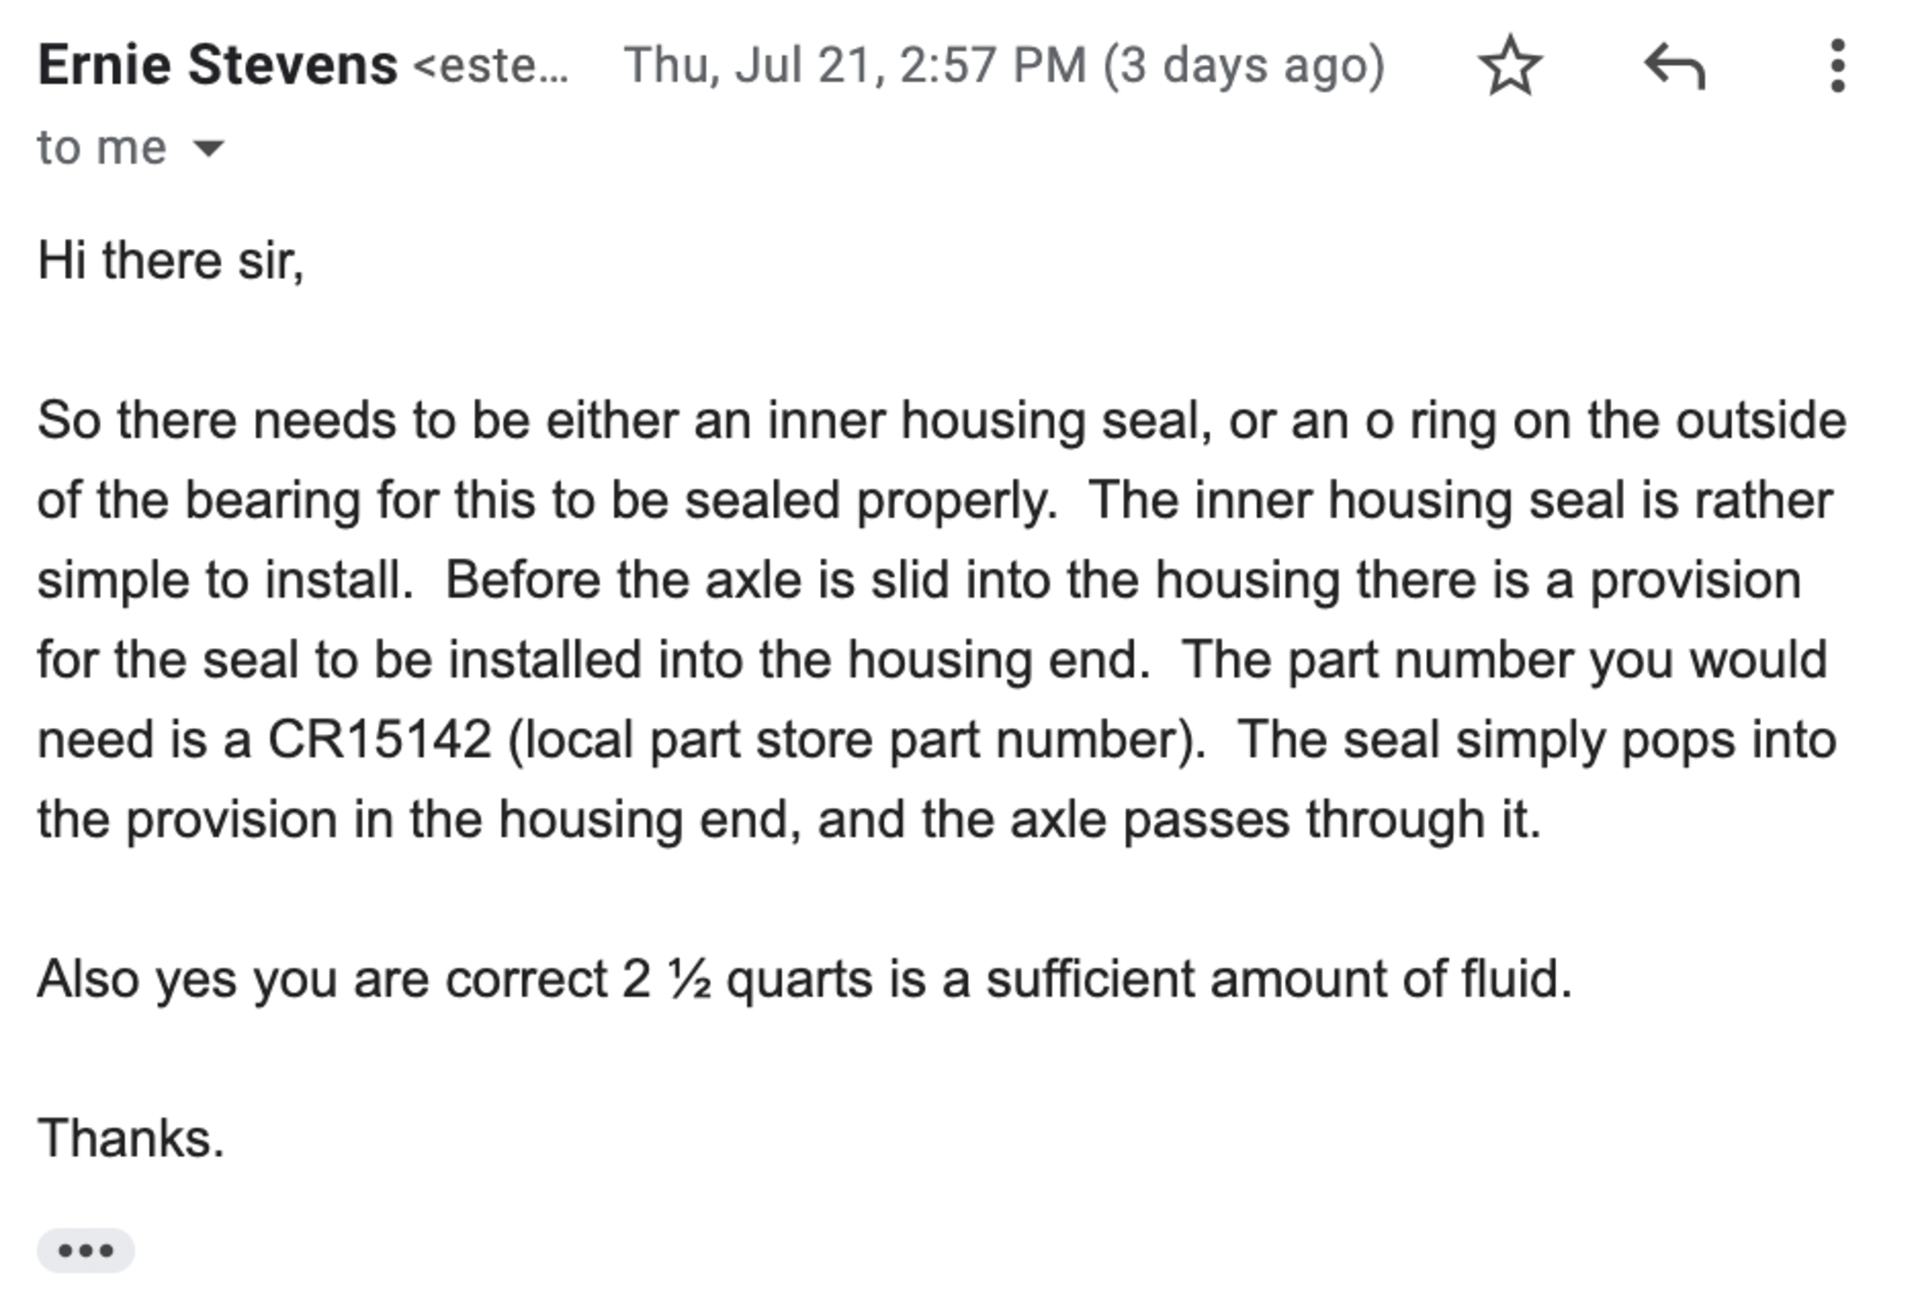 Ernie Stevens <este... Thu, Jul 21, 2:57 PM (3 days ago)
to me
Hi there sir,
So there needs to be either an inner housing seal, or an o ring on the outside
of the bearing for this to be sealed properly.  The inner housing seal is rather
simple to install.  Before the axle is slid into the housing there is a provision
for the seal to be installed into the housing end.  The part number you would
need is a CR15142 (local part store part number).  The seal simply pops into
the provision in the housing end, and the axle passes through it.
Also yes you are correct 2 ½ quarts is a sufficient amount of fluid.
Thanks.